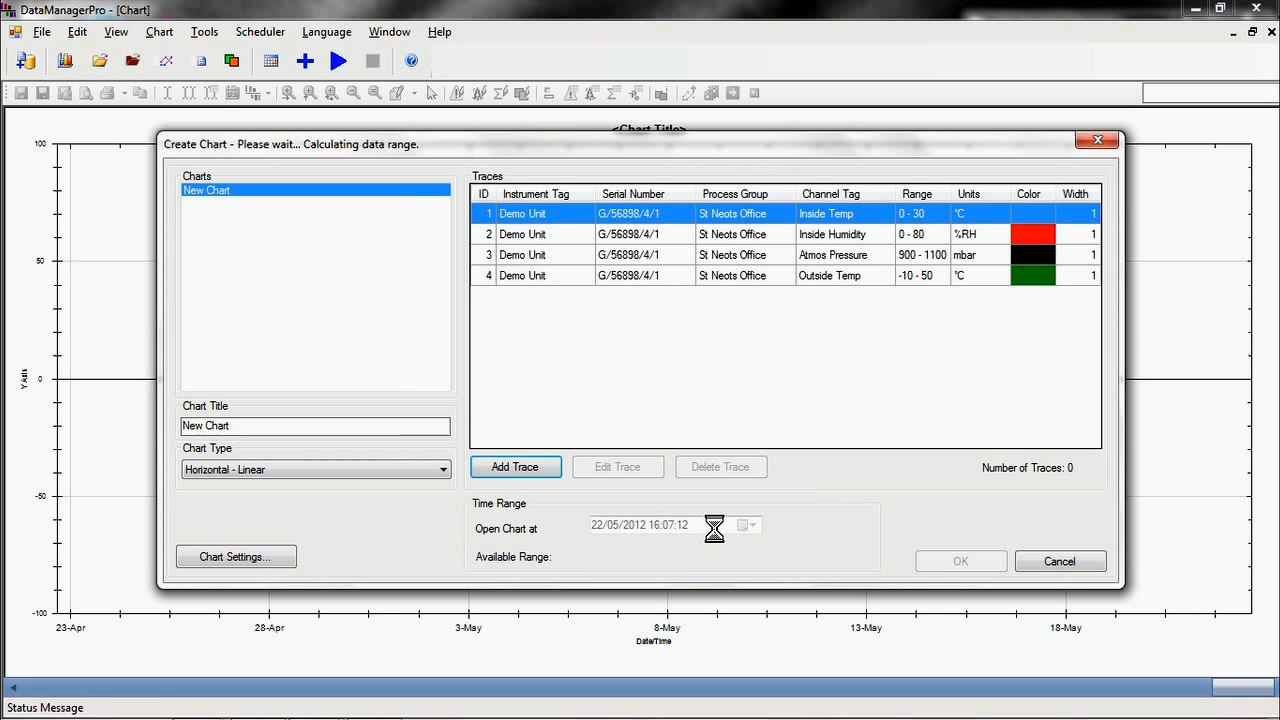 DataManagerPro - [Chart]
File Edit View Chart Tools Scheduler Language Window Help
<Chart Title>
Create Chart - Please wait... Calculating data range.
Charts
New Chart
Chart Title
New Chart
Chart Type
Horizontal - Linear
Chart Settings...
Traces
ID Instrument Tag Serial Number Process Group Channel Tag Range Units Color Width
1 Demo Unit G/56898/4/1 St Neots Office Inside Temp 0 - 30 °C 1
2 Demo Unit G/56898/4/1 St Neots Office Inside Humidity 0 - 80 %RH 1
3 Demo Unit G/56898/4/1 St Neots Office Atmos Pressure 900 - 1100 mbar 1
4 Demo Unit G/56898/4/1 St Neots Office Outside Temp -10 - 50 °C 1
Add Trace Edit Trace Delete Trace Number of Traces: 0
Time Range
Open Chart at 22/05/2012 16:07:12
Available Range:
OK Cancel
100
50
0
-50
-100
Y Axis
23-Apr 28-Apr 3-May 8-May 13-May 18-May
Date/Time
Status Message